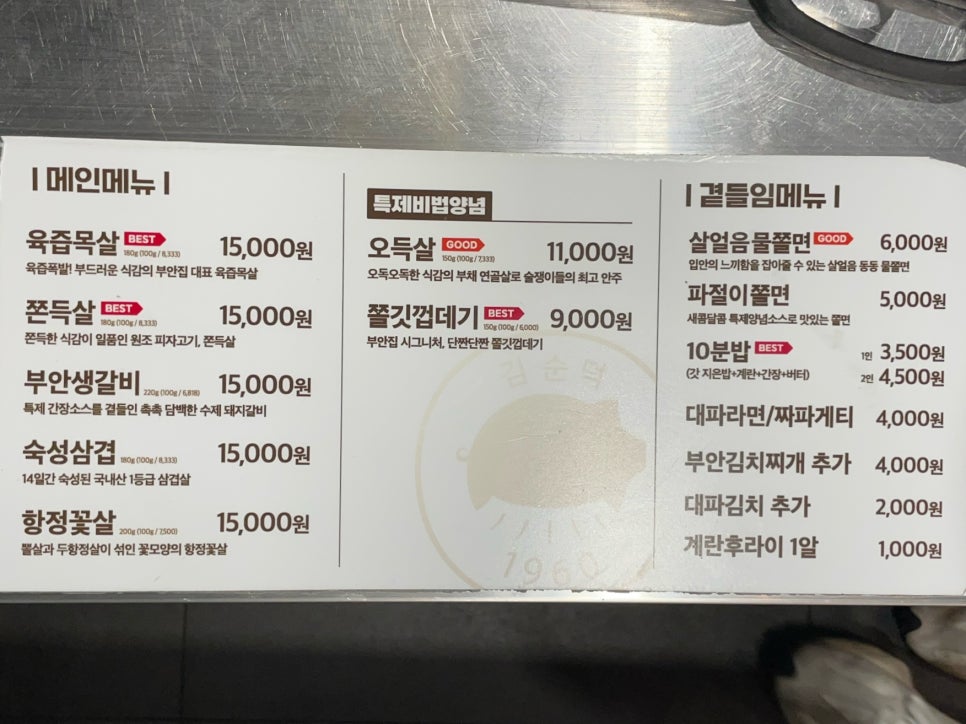 | 메인메뉴 |
육즙목살 BEST 180g (100g / 8,333) 15,000원
육즙폭발! 부드러운 식감의 부안집 대표 육즙목살
쫀득살 BEST 180g (100g / 8,333) 15,000원
쫀득한 식감이 일품인 원조 피자고기, 쫀득살
부안생갈비 220g (100g / 6,818) 15,000원
특제 간장소스를 곁들인 촉촉 담백한 수제 돼지갈비
숙성삼겹 180g (100g / 8,333) 15,000원
14일간 숙성된 국내산 1등급 삼겹살
항정꽃살 200g (100g / 7,500) 15,000원
뽈살과 두항정살이 섞인 꽃모양의 항정꽃살
특제비법양념
오득살 GOOD 150g (100g / 7,333) 11,000원
오독오독한 식감의 부채 연골살로 술쟁이들의 최고 안주
쫄깃껍데기 BEST 150g (100g / 6,000) 9,000원
부안집 시그니처, 단짠단짠 쫄깃껍데기
김순덕
1960
| 곁들임메뉴 |
살얼음물쫄면 GOOD 6,000원
입안의 느끼함을 잡아줄 수 있는 살얼음 동동 물쫄면
파절이쫄면 5,000원
새콤달콤 특제양념소스로 맛있는 쫄면
10분밥 BEST 1인 3,500원
(갓 지은밥+계란+간장+버터) 2인 4,500원
대파라면/짜파게티 4,000원
부안김치찌개 추가 4,000원
대파김치 추가 2,000원
계란후라이 1알 1,000원